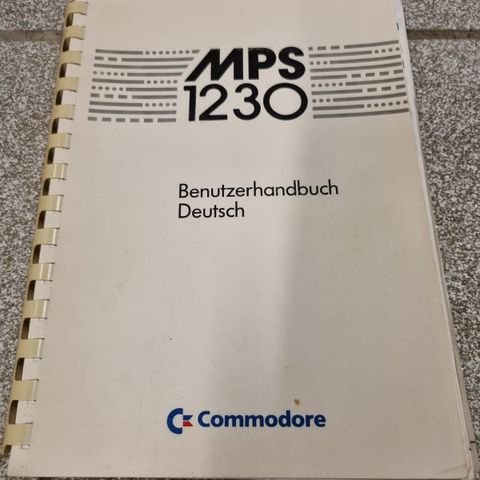 MPS
1230
Benutzerhandbuch
Deutsch
Commodore